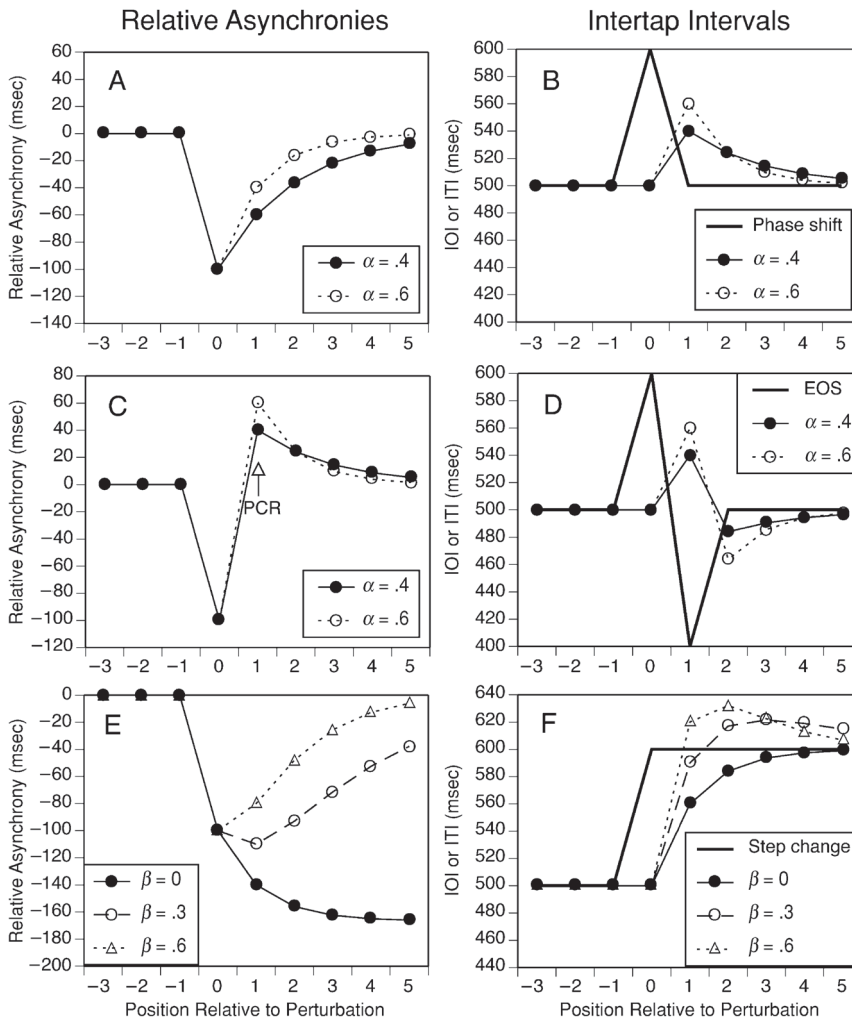 Relative Asynchronies
Intertap Intervals
A
Relative Asynchrony (msec)
60
40
20
0
−20
−40
−60
−80
−100
−120
−140
−3 −2 −1 0 1 2 3 4 5
α = .4
α = .6
B
IOI or ITI (msec)
600
580
560
540
520
500
480
460
440
420
400
−3 −2 −1 0 1 2 3 4 5
Phase shift
α = .4
α = .6
C
Relative Asynchrony (msec)
80
60
40
20
0
−20
−40
−60
−80
−100
−120
−3 −2 −1 0 1 2 3 4 5
PCR
α = .4
α = .6
D
IOI or ITI (msec)
600
580
560
540
520
500
480
460
440
420
400
−3 −2 −1 0 1 2 3 4 5
EOS
α = .4
α = .6
E
Relative Asynchrony (msec)
0
−20
−40
−60
−80
−100
−120
−140
−160
−180
−200
−3 −2 −1 0 1 2 3 4 5
β = 0
β = .3
β = .6
Position Relative to Perturbation
F
IOI or ITI (msec)
640
620
600
580
560
540
520
500
480
460
440
−3 −2 −1 0 1 2 3 4 5
Step change
β = 0
β = .3
β = .6
Position Relative to Perturbation